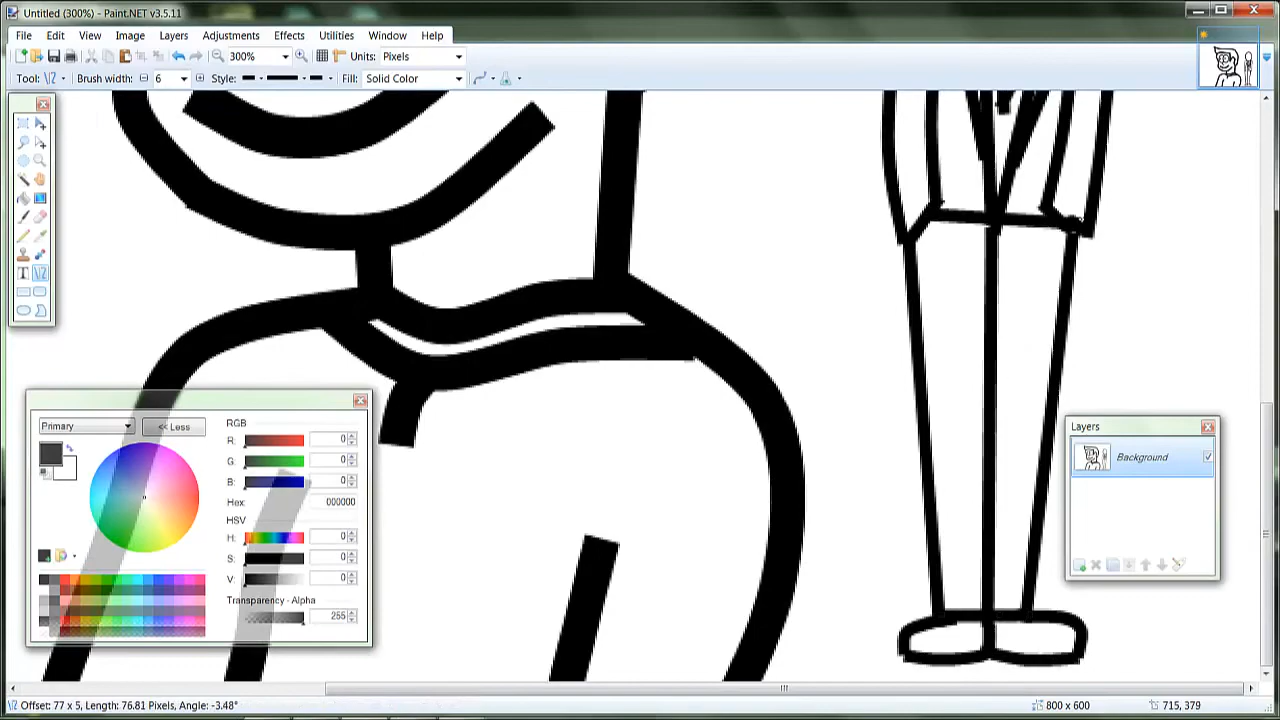 Untitled (300%) - Paint.NET v3.5.11
File Edit View Image Layers Adjustments Effects Utilities Window Help
300% Units: Pixels
Tool: Brush width: 6 Style: Fill: Solid Color
Primary
<< Less
RGB
R: 0
G: 0
B: 0
Hex: 000000
HSV
H: 0
S: 0
V: 0
Transparency - Alpha
255
Layers
Background
Offset: 77 x 5, Length: 76.81 Pixels, Angle: -3.48°
800 x 600
715, 379